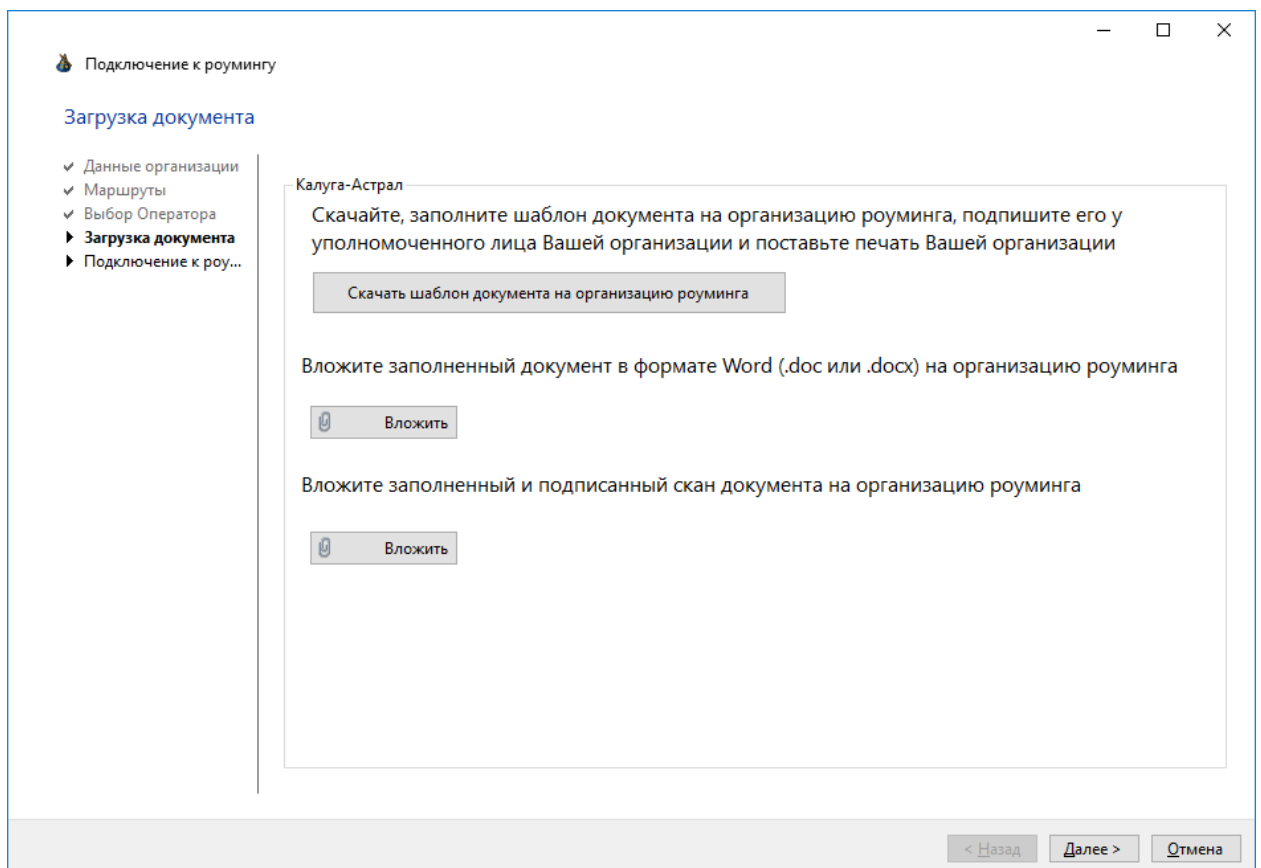 Подключение к роумингу
Загрузка документа
Данные организации
Маршруты
Выбор Оператора
Загрузка документа
Подключение к роу...
Калуга-Астрал
Скачайте, заполните шаблон документа на организацию роуминга, подпишите его у
уполномоченного лица Вашей организации и поставьте печать Вашей организации
Скачать шаблон документа на организацию роуминга
Вложите заполненный документ в формате Word (.doc или .docx) на организацию роуминга
Вложить
Вложите заполненный и подписанный скан документа на организацию роуминга
Вложить
< Назад
Далее >
Отмена